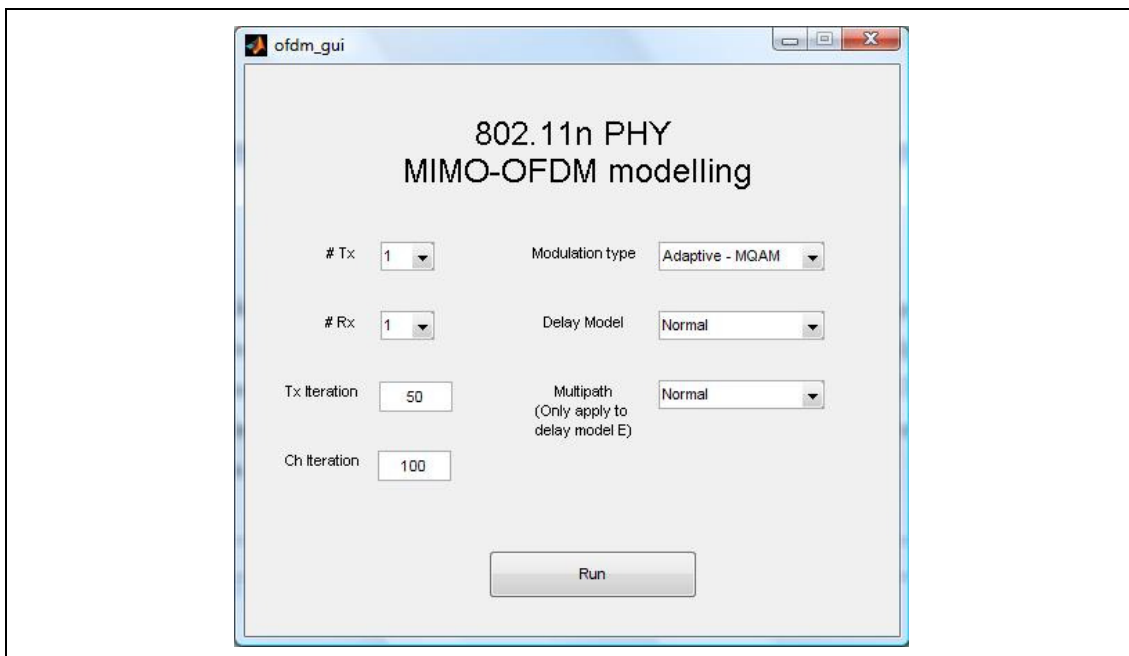 ofdm_gui
802.11n PHY
MIMO-OFDM modelling
# Tx
1
Modulation type
Adaptive - MQAM
# Rx
1
Delay Model
Normal
Tx Iteration
50
Multipath
(Only apply to
delay model E)
Normal
Ch Iteration
100
Run